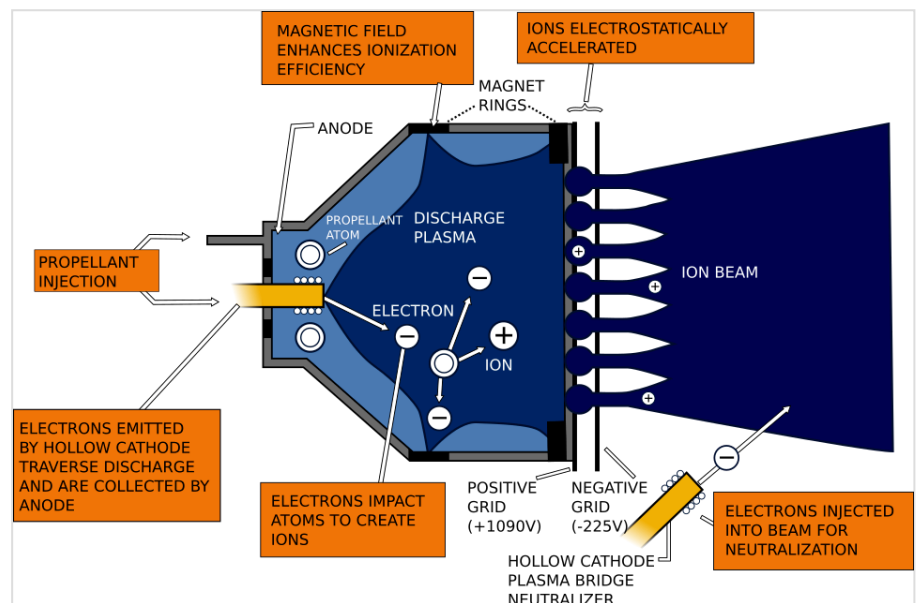 MAGNETIC FIELD
ENHANCES IONIZATION
EFFICIENCY
IONS ELECTROSTATICALLY
ACCELERATED
MAGNET
RINGS
ANODE
PROPELLANT
ATOM
DISCHARGE
PLASMA
PROPELLANT
INJECTION
ION BEAM
ELECTRON
ION
ELECTRONS EMITTED
BY HOLLOW CATHODE
TRAVERSE DISCHARGE
AND ARE COLLECTED BY
ANODE
ELECTRONS IMPACT
ATOMS TO CREATE
IONS
POSITIVE
GRID
(+1090V)
NEGATIVE
GRID
(-225V)
ELECTRONS INJECTED
INTO BEAM FOR
NEUTRALIZATION
HOLLOW CATHODE
PLASMA BRIDGE
NEUTRALIZER